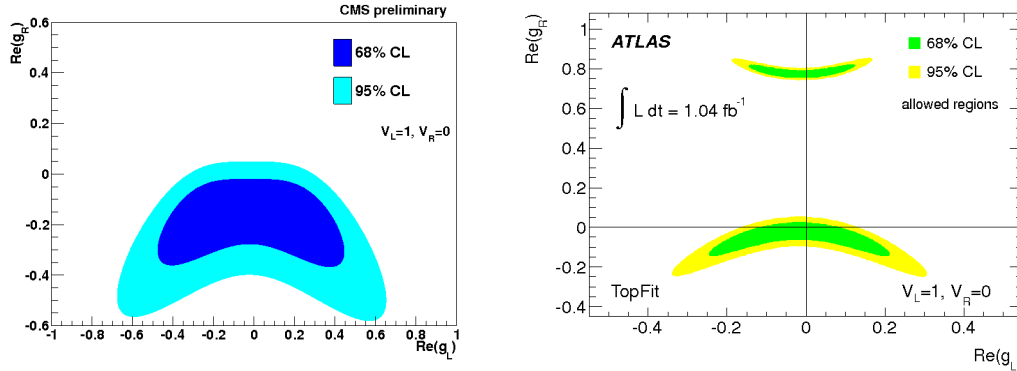 CMS preliminary
Re(g_R)
0.6
0.4
0.2
0
-0.2
-0.4
-0.6
68% CL
95% CL
V_L=1, V_R=0
-1 -0.8 -0.6 -0.4 -0.2 0 0.2 0.4 0.6 0.8 1
Re(g_L)
Re(g_R)
1
0.8
0.6
0.4
0.2
0
-0.2
-0.4
ATLAS
∫ L dt = 1.04 fb⁻¹
68% CL
95% CL
allowed regions
TopFit
V_L=1, V_R=0
-0.4 -0.2 0 0.2 0.4
Re(g_L